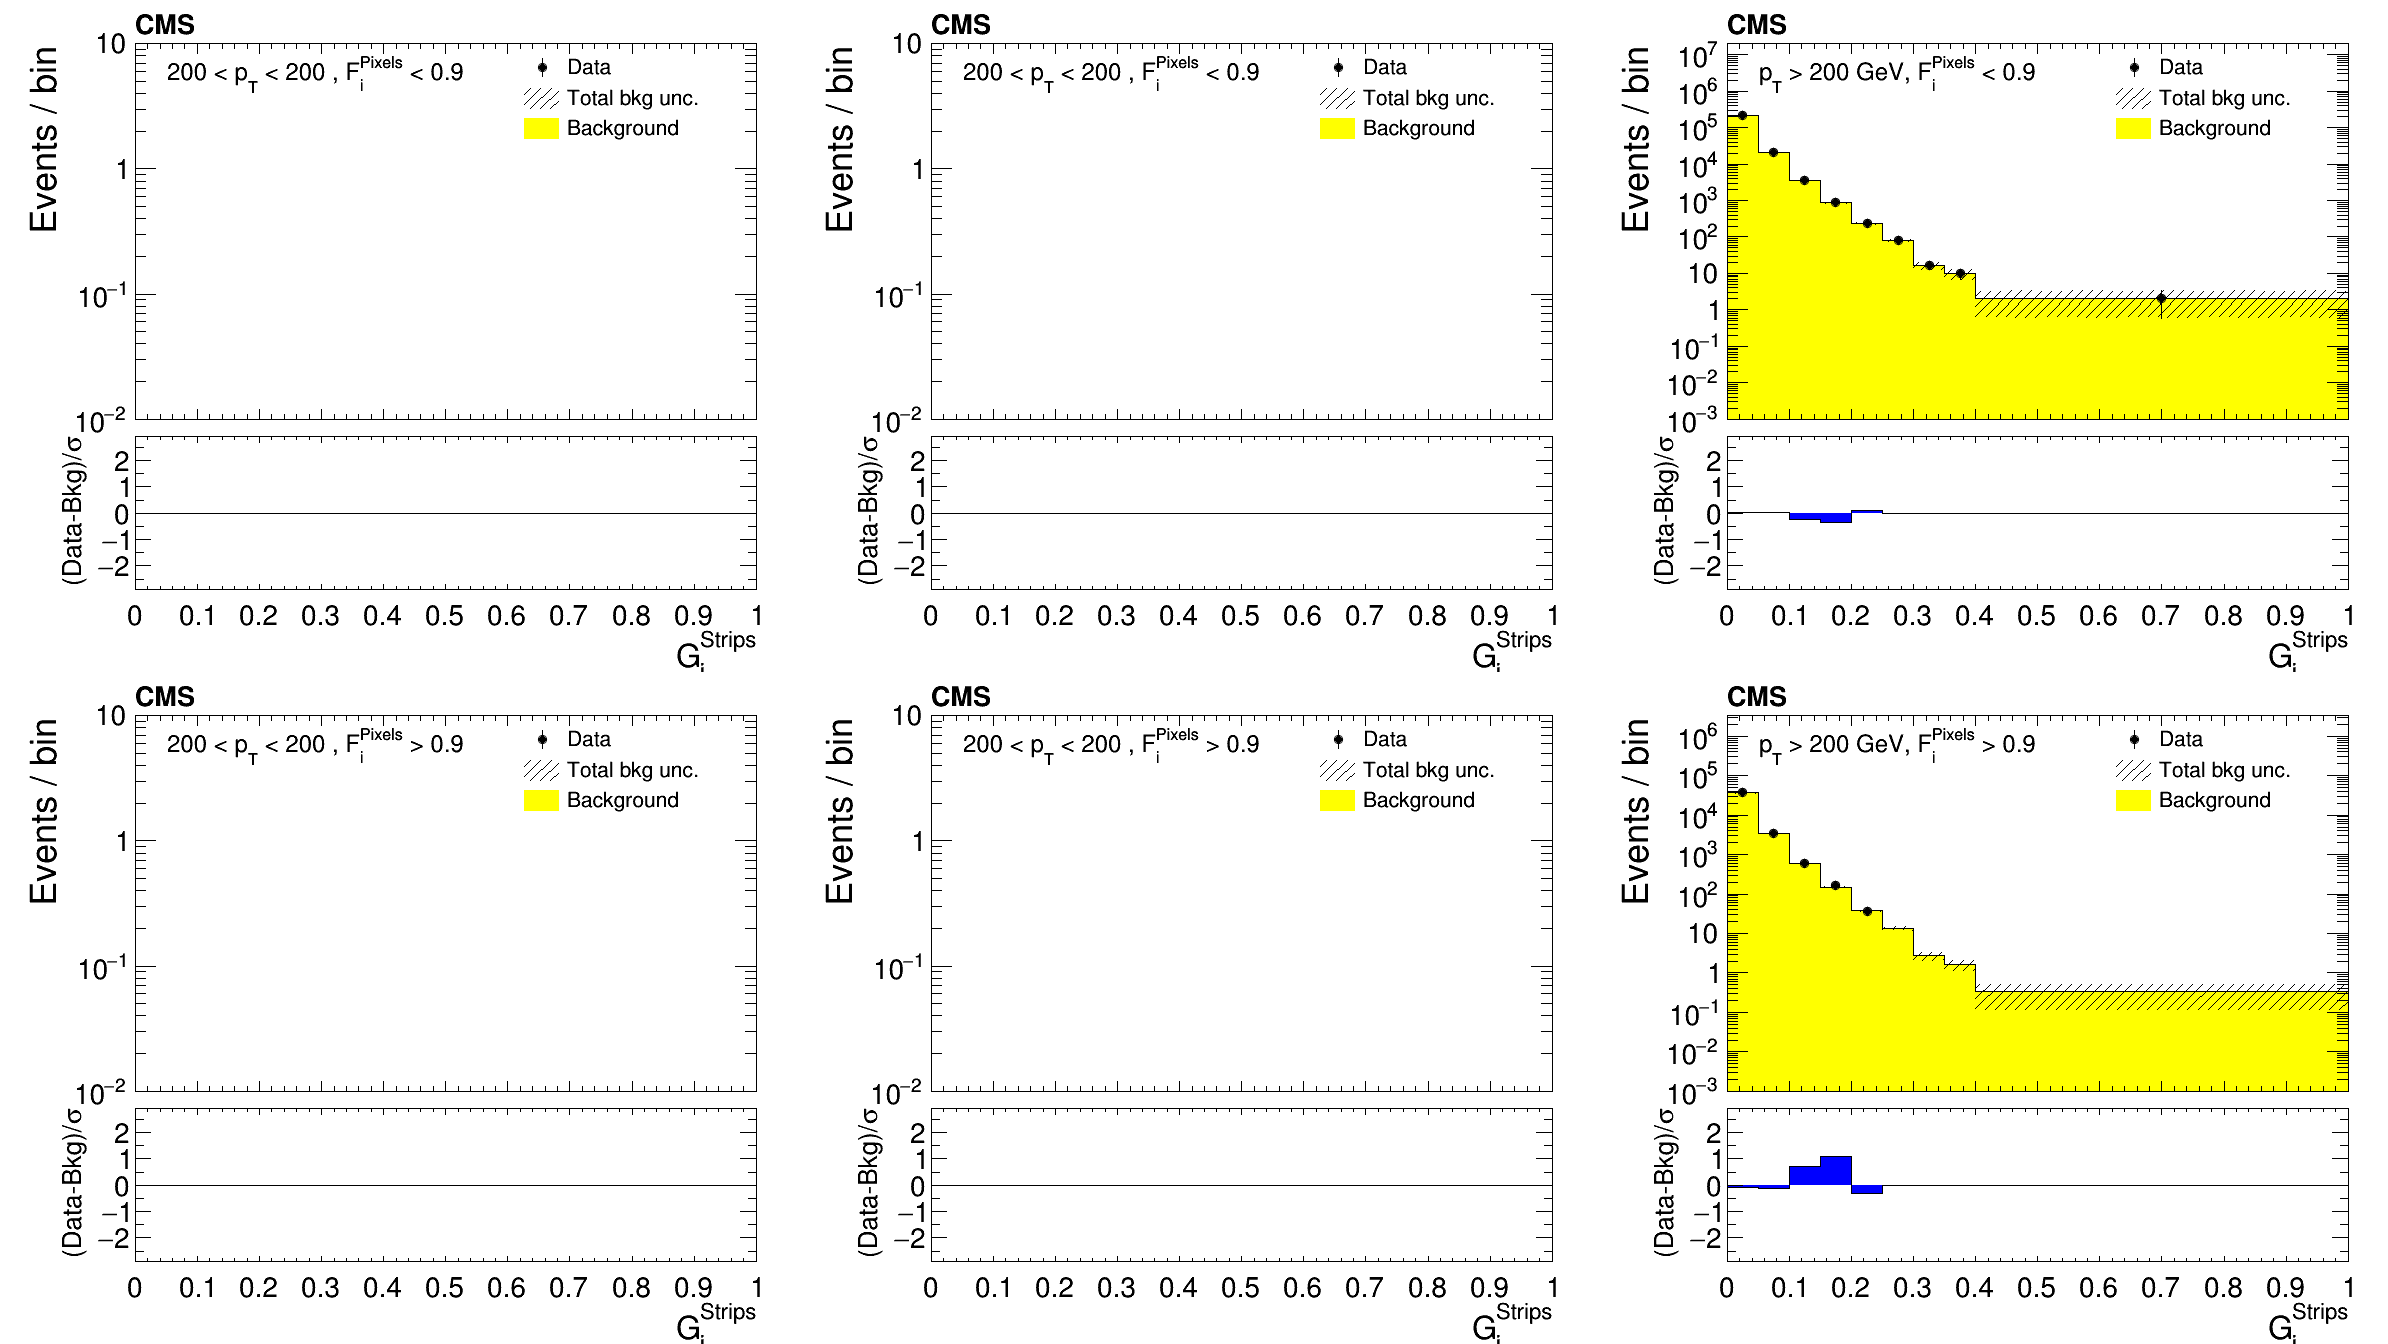 CMS
Events / bin
200 < p_T < 200 , F_i^Pixels < 0.9
Data
Total bkg unc.
Background
10
1
10^−1
10^−2
(Data-Bkg)/σ
2
1
0
−1
−2
0 0.1 0.2 0.3 0.4 0.5 0.6 0.7 0.8 0.9 1
G_i^Strips
CMS
Events / bin
200 < p_T < 200 , F_i^Pixels < 0.9
Data
Total bkg unc.
Background
10
1
10^−1
10^−2
(Data-Bkg)/σ
2
1
0
−1
−2
0 0.1 0.2 0.3 0.4 0.5 0.6 0.7 0.8 0.9 1
G_i^Strips
CMS
Events / bin
p_T > 200 GeV, F_i^Pixels < 0.9
Data
Total bkg unc.
Background
10^7
10^6
10^5
10^4
10^3
10^2
10
1
10^−1
10^−2
10^−3
(Data-Bkg)/σ
2
1
0
−1
−2
0 0.1 0.2 0.3 0.4 0.5 0.6 0.7 0.8 0.9 1
G_i^Strips
CMS
Events / bin
200 < p_T < 200 , F_i^Pixels > 0.9
Data
Total bkg unc.
Background
10
1
10^−1
10^−2
(Data-Bkg)/σ
2
1
0
−1
−2
0 0.1 0.2 0.3 0.4 0.5 0.6 0.7 0.8 0.9 1
G_i^Strips
CMS
Events / bin
200 < p_T < 200 , F_i^Pixels > 0.9
Data
Total bkg unc.
Background
10
1
10^−1
10^−2
(Data-Bkg)/σ
2
1
0
−1
−2
0 0.1 0.2 0.3 0.4 0.5 0.6 0.7 0.8 0.9 1
G_i^Strips
CMS
Events / bin
p_T > 200 GeV, F_i^Pixels > 0.9
Data
Total bkg unc.
Background
10^6
10^5
10^4
10^3
10^2
10
1
10^−1
10^−2
10^−3
(Data-Bkg)/σ
2
1
0
−1
−2
0 0.1 0.2 0.3 0.4 0.5 0.6 0.7 0.8 0.9 1
G_i^Strips